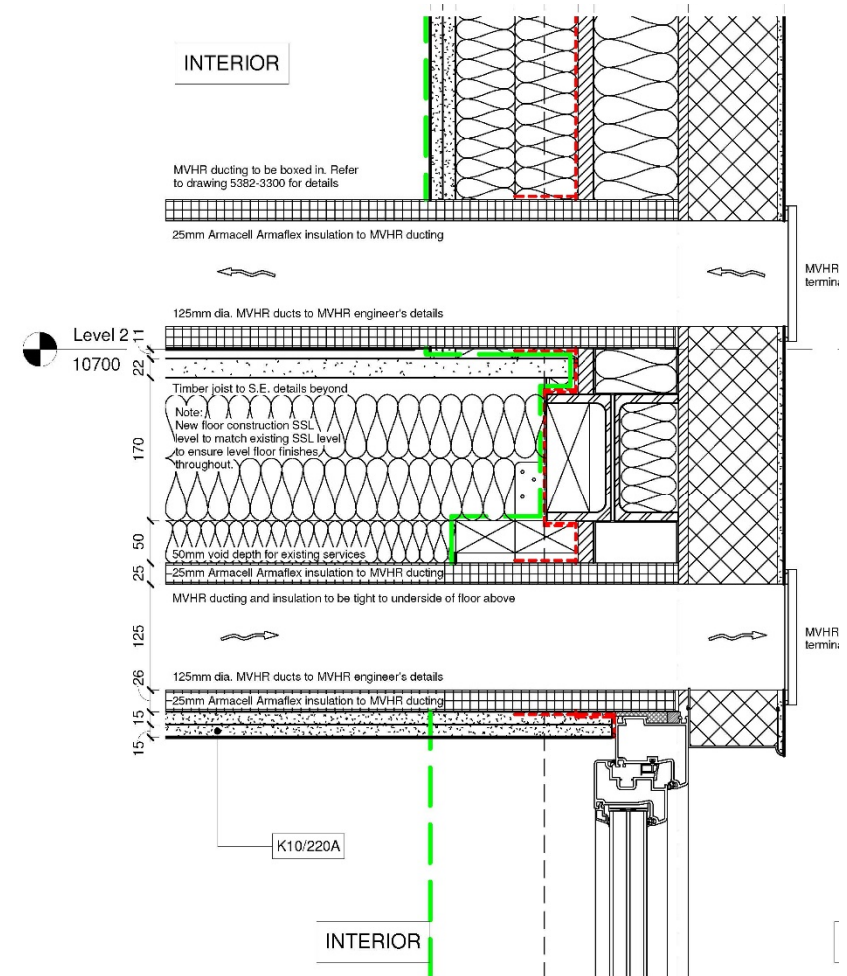 INTERIOR
MVHR ducting to be boxed in. Refer
to drawing 5382-3300 for details
25mm Armacell Armaflex insulation to MVHR ducting
MVHR
125mm dia. MVHR ducts to MVHR engineer's details
Level 2
10700
11
22
Timber joist to S.E. details beyond
Note:
New floor construction SSL
level to match existing SSL level
to ensure level floor finishes
throughout.
170
50mm void depth for existing services
50
25mm Armacell Armaflex insulation to MVHR ducting
25
MVHR ducting and insulation to be tight to underside of floor above
125
MVHR
125mm dia. MVHR ducts to MVHR engineer's details
26
25mm Armacell Armaflex insulation to MVHR ducting
15
15
K10/220A
INTERIOR